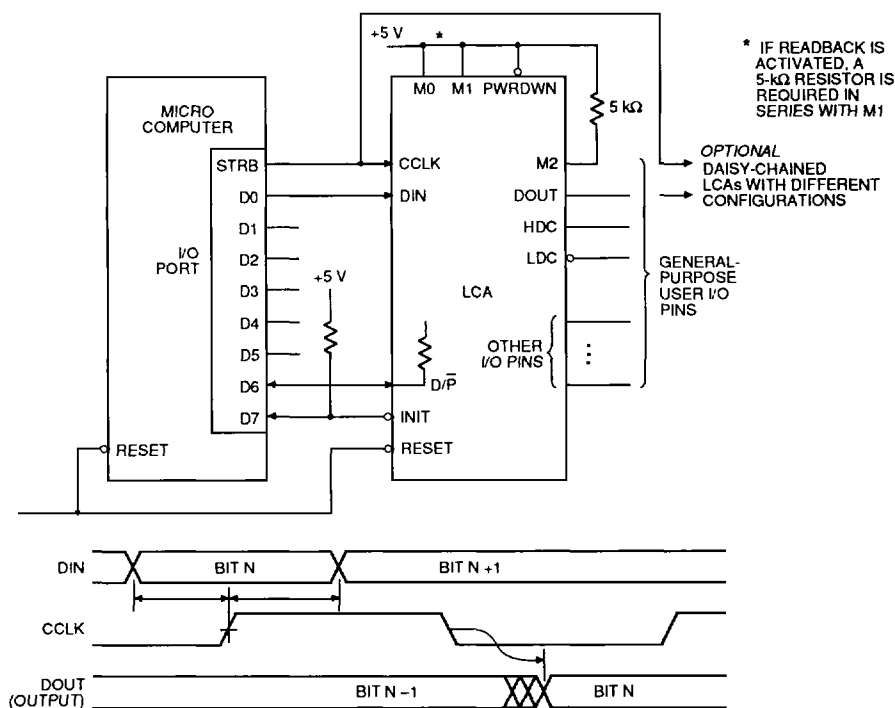 +5 V
*
* IF READBACK IS
ACTIVATED, A
5-kΩ RESISTOR IS
REQUIRED IN
SERIES WITH M1
M0
M1
PWRDWN
MICRO
COMPUTER
5 kΩ
STRB
CCLK
M2
OPTIONAL
DAISY-CHAINED
LCAs WITH DIFFERENT
CONFIGURATIONS
D0
DIN
DOUT
D1
HDC
I/O
PORT
D2
LDC
GENERAL-
PURPOSE
USER I/O
PINS
+5 V
D3
LCA
D4
D5
OTHER
I/O PINS
D6
D/P̅
D7
INIT
RESET
RESET
DIN
BIT N
BIT N+1
CCLK
DOUT
(OUTPUT)
BIT N–1
BIT N